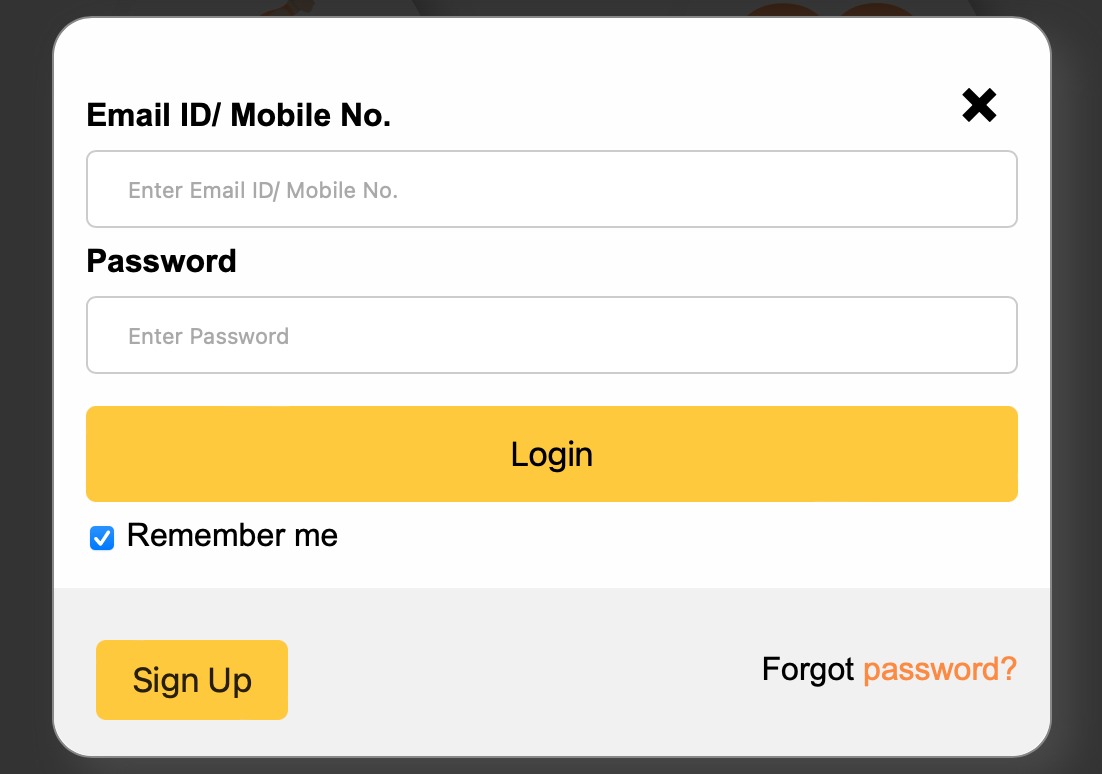 Email ID/ Mobile No.
Enter Email ID/ Mobile No.
Password
Enter Password
Login
Remember me
Sign Up
Forgot password?